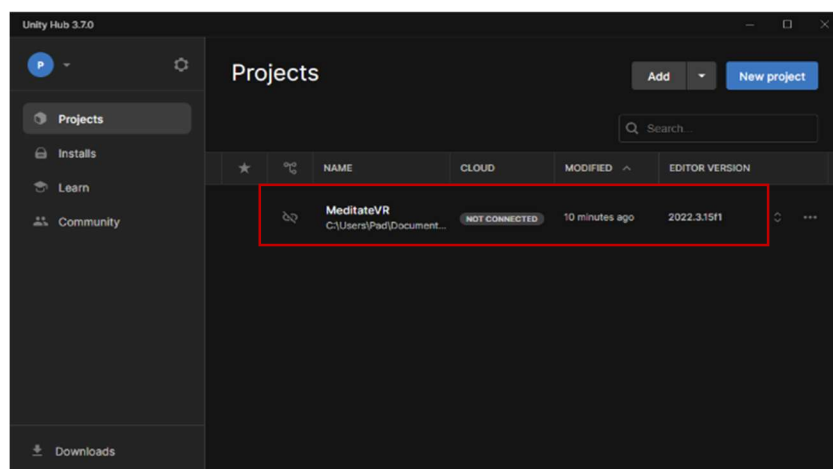 Unity Hub 3.7.0
P
Projects
Installs
Learn
Community
Downloads
Projects
Add
New project
Search...
NAME CLOUD MODIFIED EDITOR VERSION
MeditateVR
C:\Users\Pad\Document...
NOT CONNECTED
10 minutes ago
2022.3.15f1